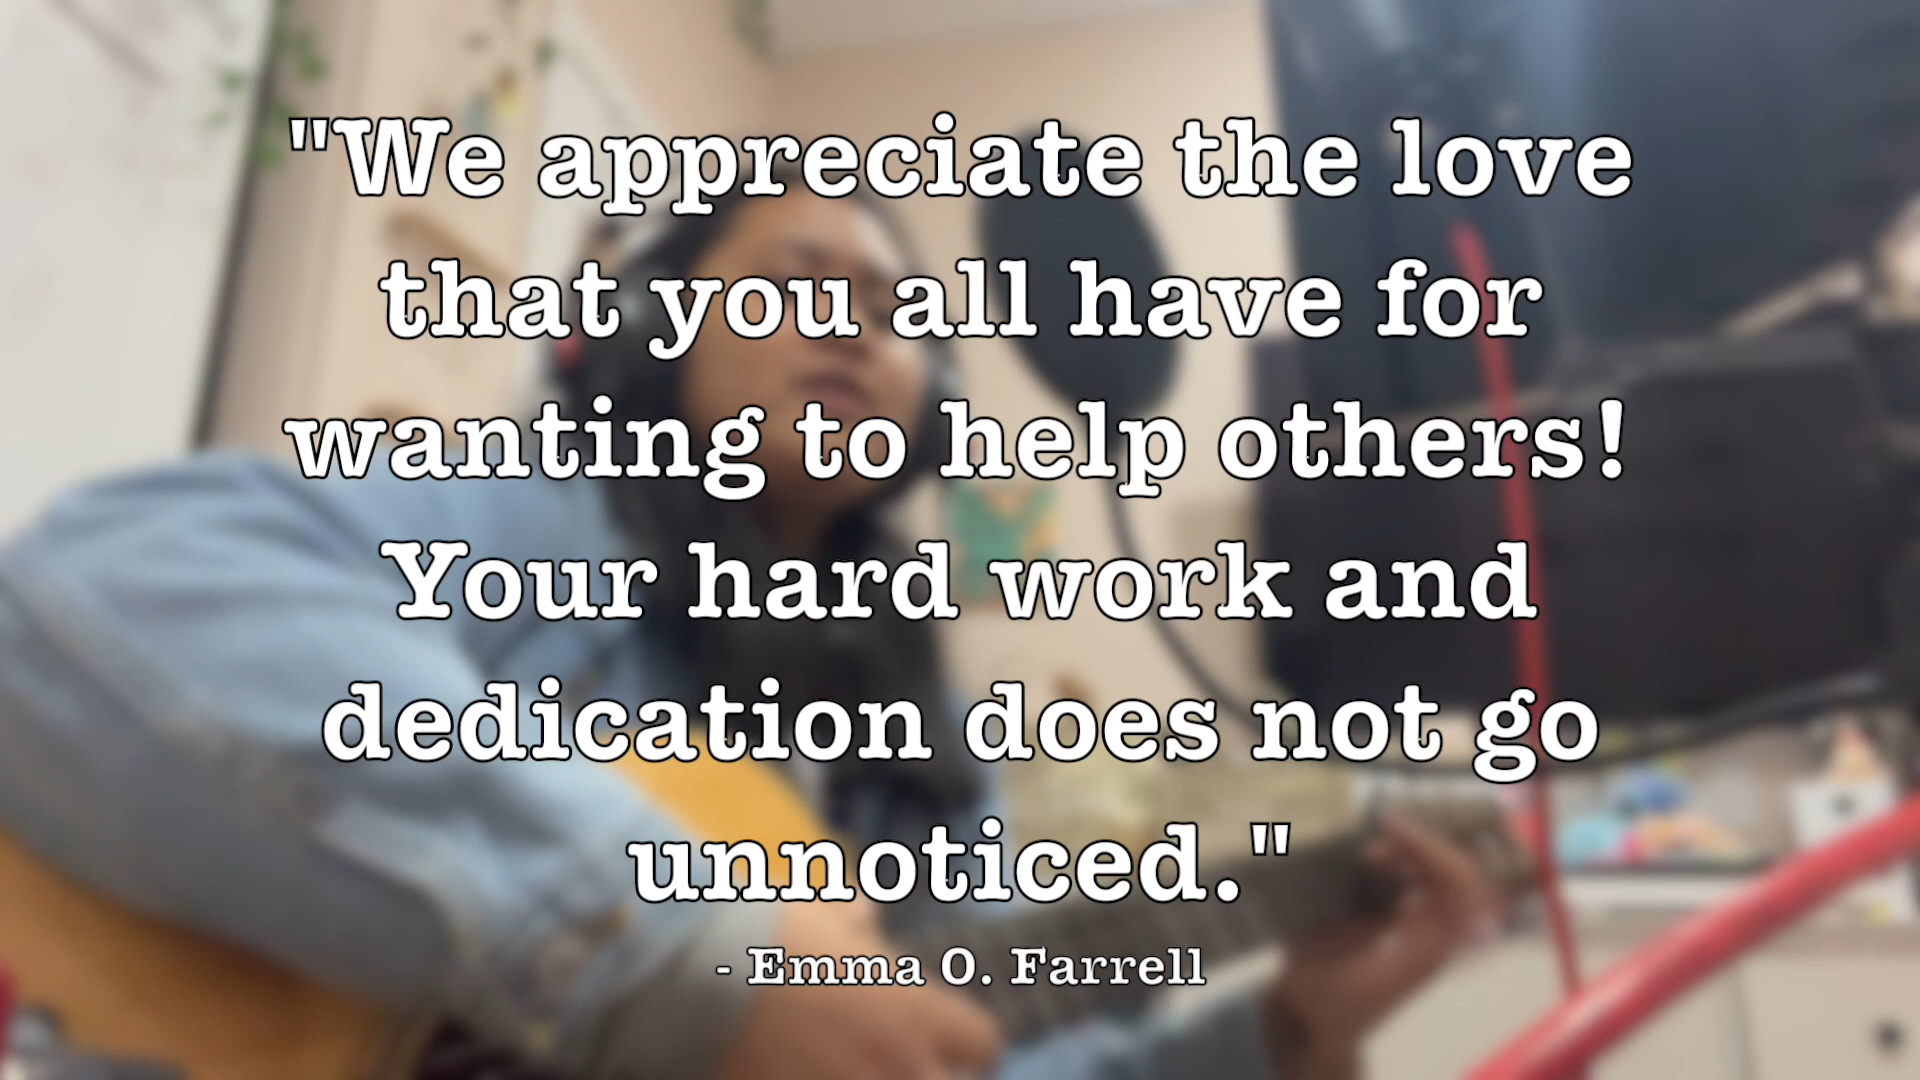 "We appreciate the love
that you all have for
wanting to help others!
Your hard work and
dedication does not go
unnoticed."
- Emma O. Farrell